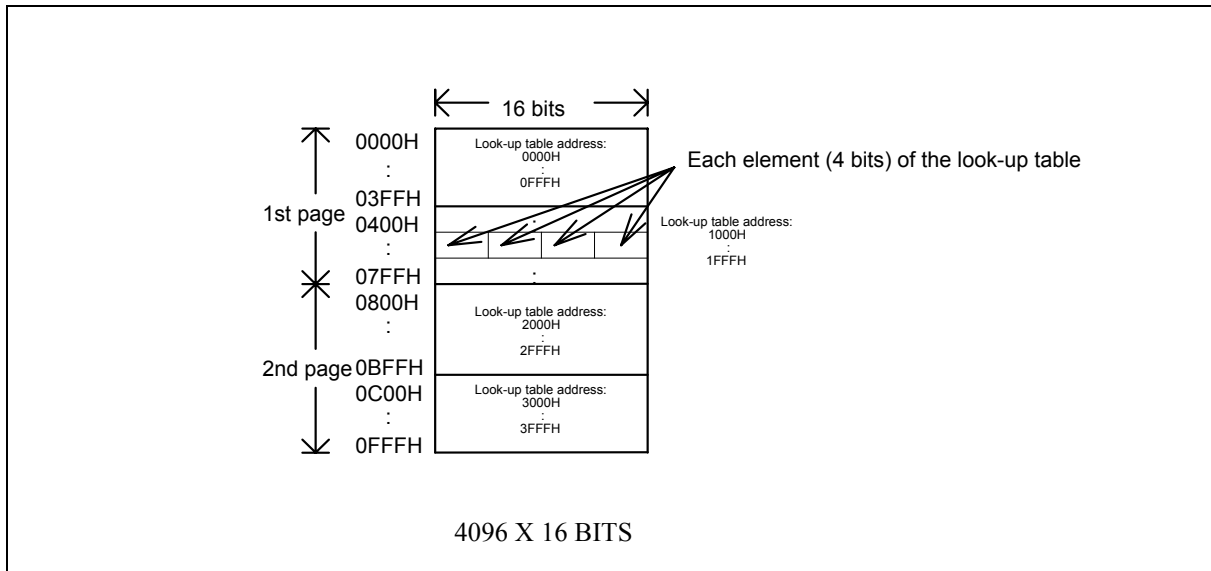 16 bits
0000H
:
03FFH
0400H
:
07FFH
0800H
:
0BFFH
0C00H
:
0FFFH
1st page
2nd page
Look-up table address:
0000H
:
0FFFH
:
:
Look-up table address:
2000H
:
2FFFH
Look-up table address:
3000H
:
3FFFH
Each element (4 bits) of the look-up table
Look-up table address:
1000H
:
1FFFH
4096 X 16 BITS